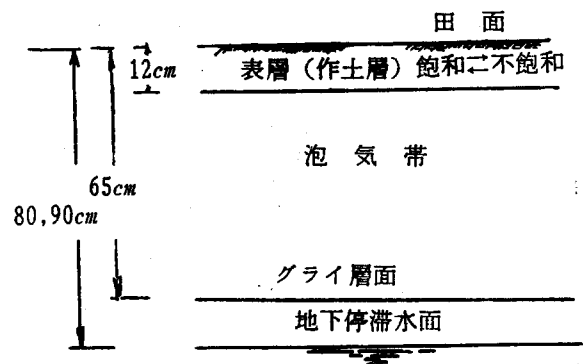 田面
12cm
表層（作土層）飽和⇄不飽和
泡気帯
65cm
80,90cm
グライ層面
地下停滞水面